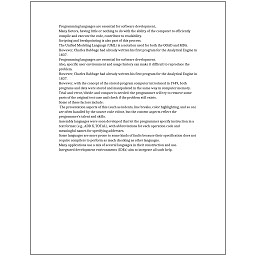 Programming languages are essential for software development.
Many factors, having little or nothing to do with the ability of the computer to efficiently
compile and execute the code, contribute to readability.
Scripting and breakpointing is also part of this process.
The Unified Modeling Language (UML) is a notation used for both the OOAD and MDA.
However, Charles Babbage had already written his first program for the Analytical Engine in
1837.
Programming languages are essential for software development.
Also, specific user environment and usage history can make it difficult to reproduce the
problem.
However, Charles Babbage had already written his first program for the Analytical Engine in
1837.
However, with the concept of the stored-program computer introduced in 1949, both
programs and data were stored and manipulated in the same way in computer memory.
Trial-and-error/divide-and-conquer is needed: the programmer will try to remove some
parts of the original test case and check if the problem still exists.
Some of these factors include:
The presentation aspects of this (such as indents, line breaks, color highlighting, and so on)
are often handled by the source code editor, but the content aspects reflect the
programmer's talent and skills.
Assembly languages were soon developed that let the programmer specify instruction in a
text format (e.g., ADD X, TOTAL), with abbreviations for each operation code and
meaningful names for specifying addresses.
Some languages are more prone to some kinds of faults because their specification does not
require compilers to perform as much checking as other languages.
Many applications use a mix of several languages in their construction and use.
Integrated development environments (IDEs) aim to integrate all such help.